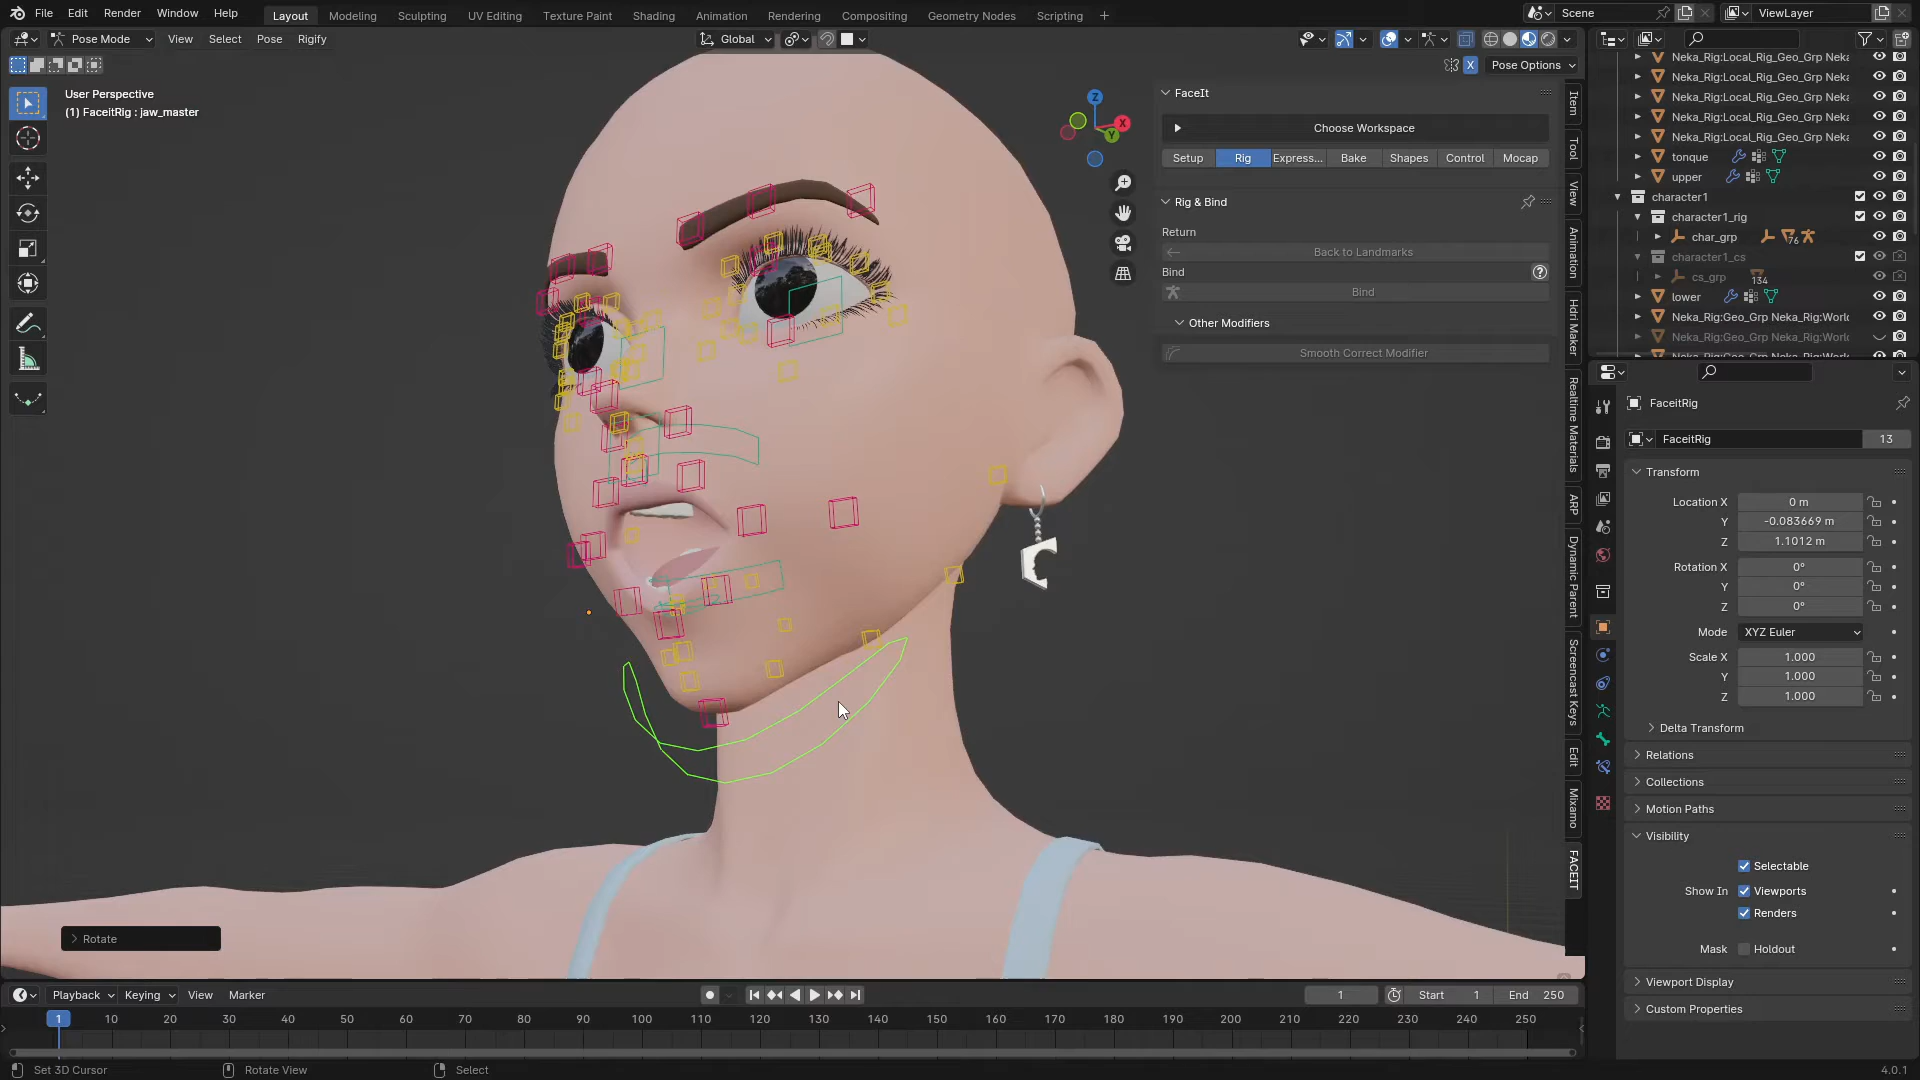 File Edit Render Window Help Layout Modeling Sculpting UV Editing Texture Paint Shading Animation Rendering Compositing Geometry Nodes Scripting + Scene ViewLayer
Pose Mode View Select Pose Rigify Global
X Pose Options
User Perspective
(1) FaceitRig : jaw_master
Z
X
Y
FaceIt
Choose Workspace
Setup Rig Express... Bake Shapes Control Mocap
Rig & Bind
Return
Back to Landmarks
Bind
Bind
Other Modifiers
Smooth Correct Modifier
Item
Tool
View
Animation
Hdri Maker
Realtime Materials
ARP
Dynamic Parent
Screencast Keys
Edit
Mixamo
FACEIT
Neka_Rig:Local_Rig_Geo_Grp Neka
Neka_Rig:Local_Rig_Geo_Grp Neka
Neka_Rig:Local_Rig_Geo_Grp Neka
Neka_Rig:Local_Rig_Geo_Grp Neka
Neka_Rig:Local_Rig_Geo_Grp Neka
tonque
upper
character1
character1_rig
char_grp 76
character1_cs
cs_grp 134
lower
Neka_Rig:Geo_Grp Neka_Rig:World
Neka_Rig:Geo_Grp Neka_Rig:World
FaceitRig
FaceitRig 13
Transform
Location X 0 m
Y -0.083669 m
Z 1.1012 m
Rotation X 0°
Y 0°
Z 0°
Mode XYZ Euler
Scale X 1.000
Y 1.000
Z 1.000
Delta Transform
Relations
Collections
Motion Paths
Visibility
Selectable
Show In Viewports
Renders
Mask Holdout
Viewport Display
Custom Properties
Rotate
Playback Keying View Marker 1 Start 1 End 250
1 10 20 30 40 50 60 70 80 90 100 110 120 130 140 150 160 170 180 190 200 210 220 230 240 250
Set 3D Cursor Rotate View Select 4.0.1